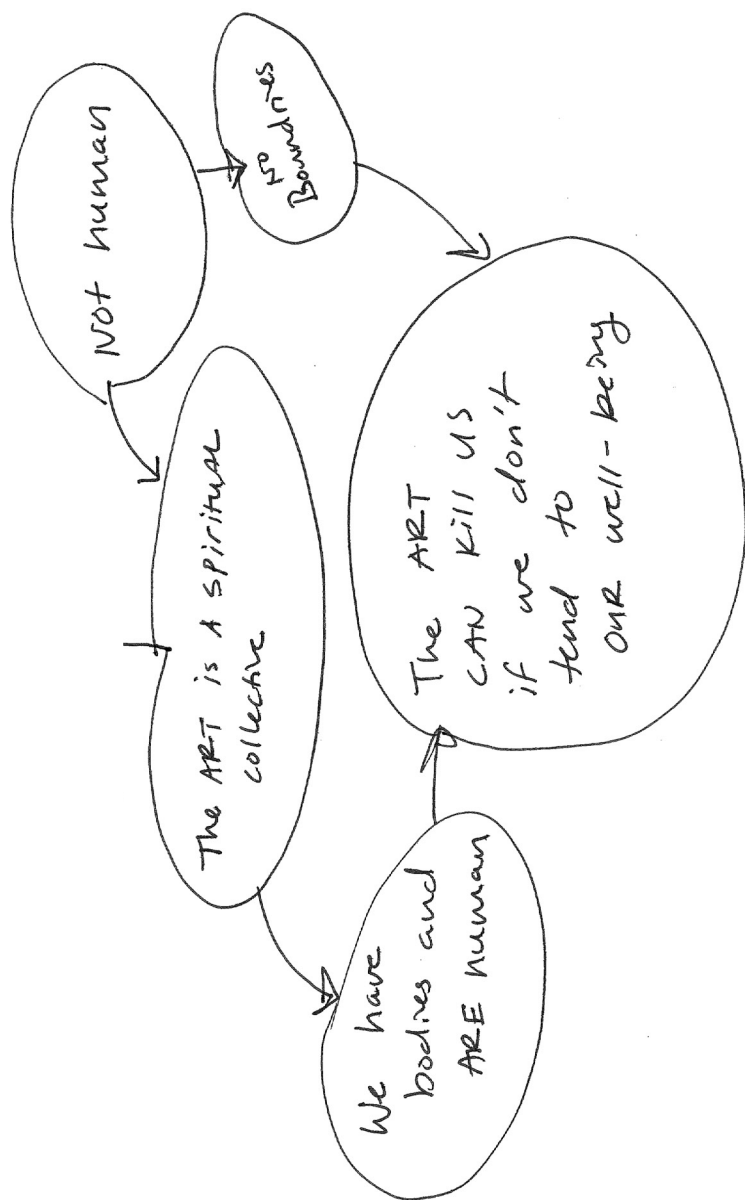 Not human
The ART is A spiritual
collective
No
Boundries
We have
bodies and
ARE human
The ART
CAN kill US
if we don't
tend to
OUR well-being